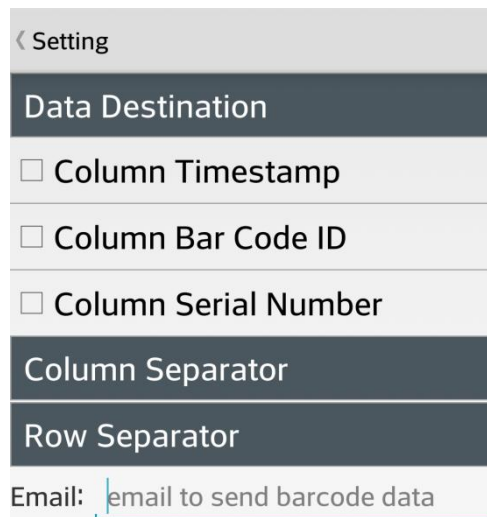 Setting
Data Destination
Column Timestamp
Column Bar Code ID
Column Serial Number
Column Separator
Row Separator
Email: email to send barcode data